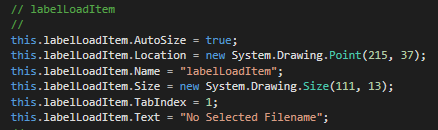 // labelLoadItem
//
this.labelLoadItem.AutoSize = true;
this.labelLoadItem.Location = new System.Drawing.Point(215, 37);
this.labelLoadItem.Name = "labelLoadItem";
this.labelLoadItem.Size = new System.Drawing.Size(111, 13);
this.labelLoadItem.TabIndex = 1;
this.labelLoadItem.Text = "No Selected Filename";